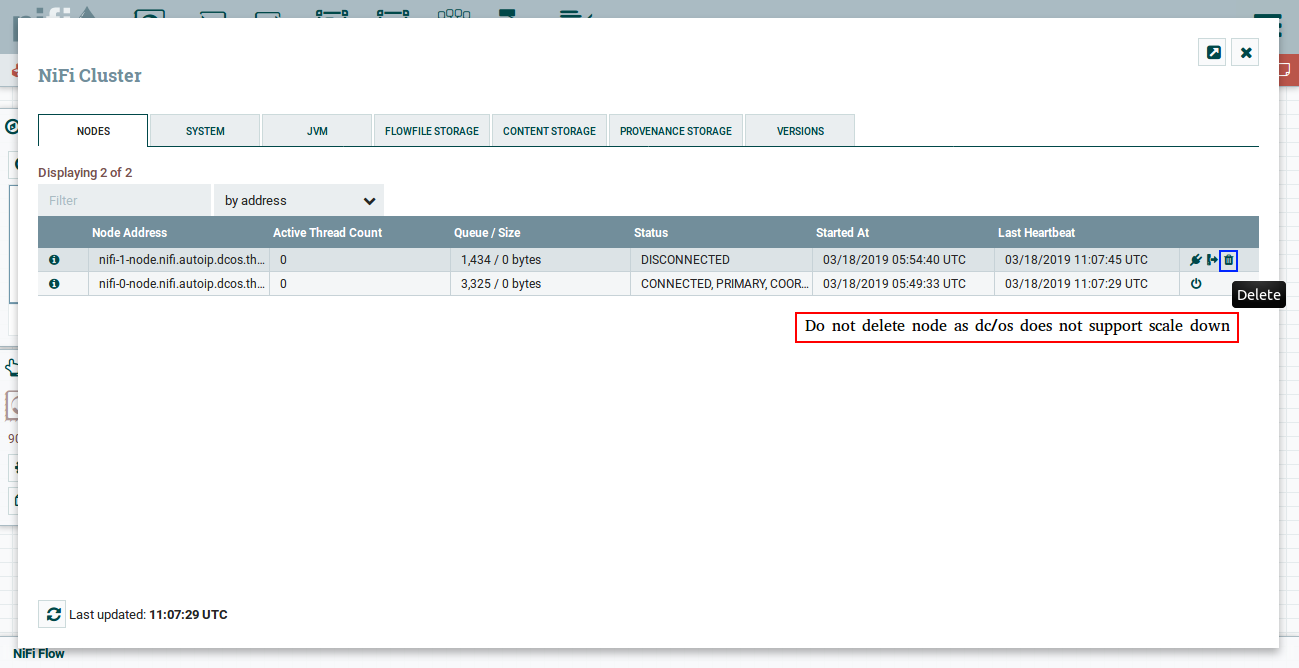 nifi
NiFi Cluster
NODES SYSTEM JVM FLOWFILE STORAGE CONTENT STORAGE PROVENANCE STORAGE VERSIONS
Displaying 2 of 2
Filter by address
Node Address Active Thread Count Queue / Size Status Started At Last Heartbeat
nifi-1-node.nifi.autoip.dcos.th... 0 1,434 / 0 bytes DISCONNECTED 03/18/2019 05:54:40 UTC 03/18/2019 11:07:45 UTC
nifi-0-node.nifi.autoip.dcos.th... 0 3,325 / 0 bytes CONNECTED, PRIMARY, COOR... 03/18/2019 05:49:33 UTC 03/18/2019 11:07:29 UTC
Delete
Do not delete node as dc/os does not support scale down
Last updated: 11:07:29 UTC
NiFi Flow